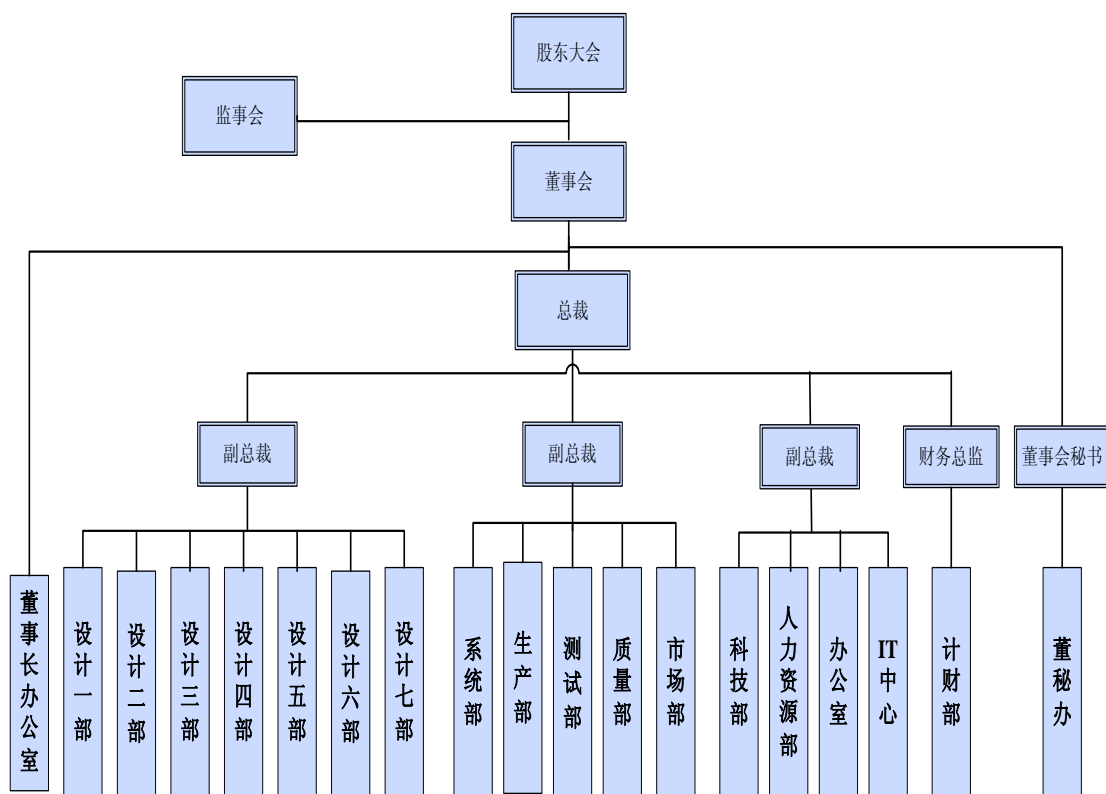 股东大会
监事会
董事会
总裁
副总裁
副总裁
副总裁
财务总监
董事会秘书
董事长办公室
设计一部
设计二部
设计三部
设计四部
设计五部
设计六部
设计七部
系统部
生产部
测试部
质量部
市场部
科技部
人力资源部
办公室
IT中心
计财部
董秘办